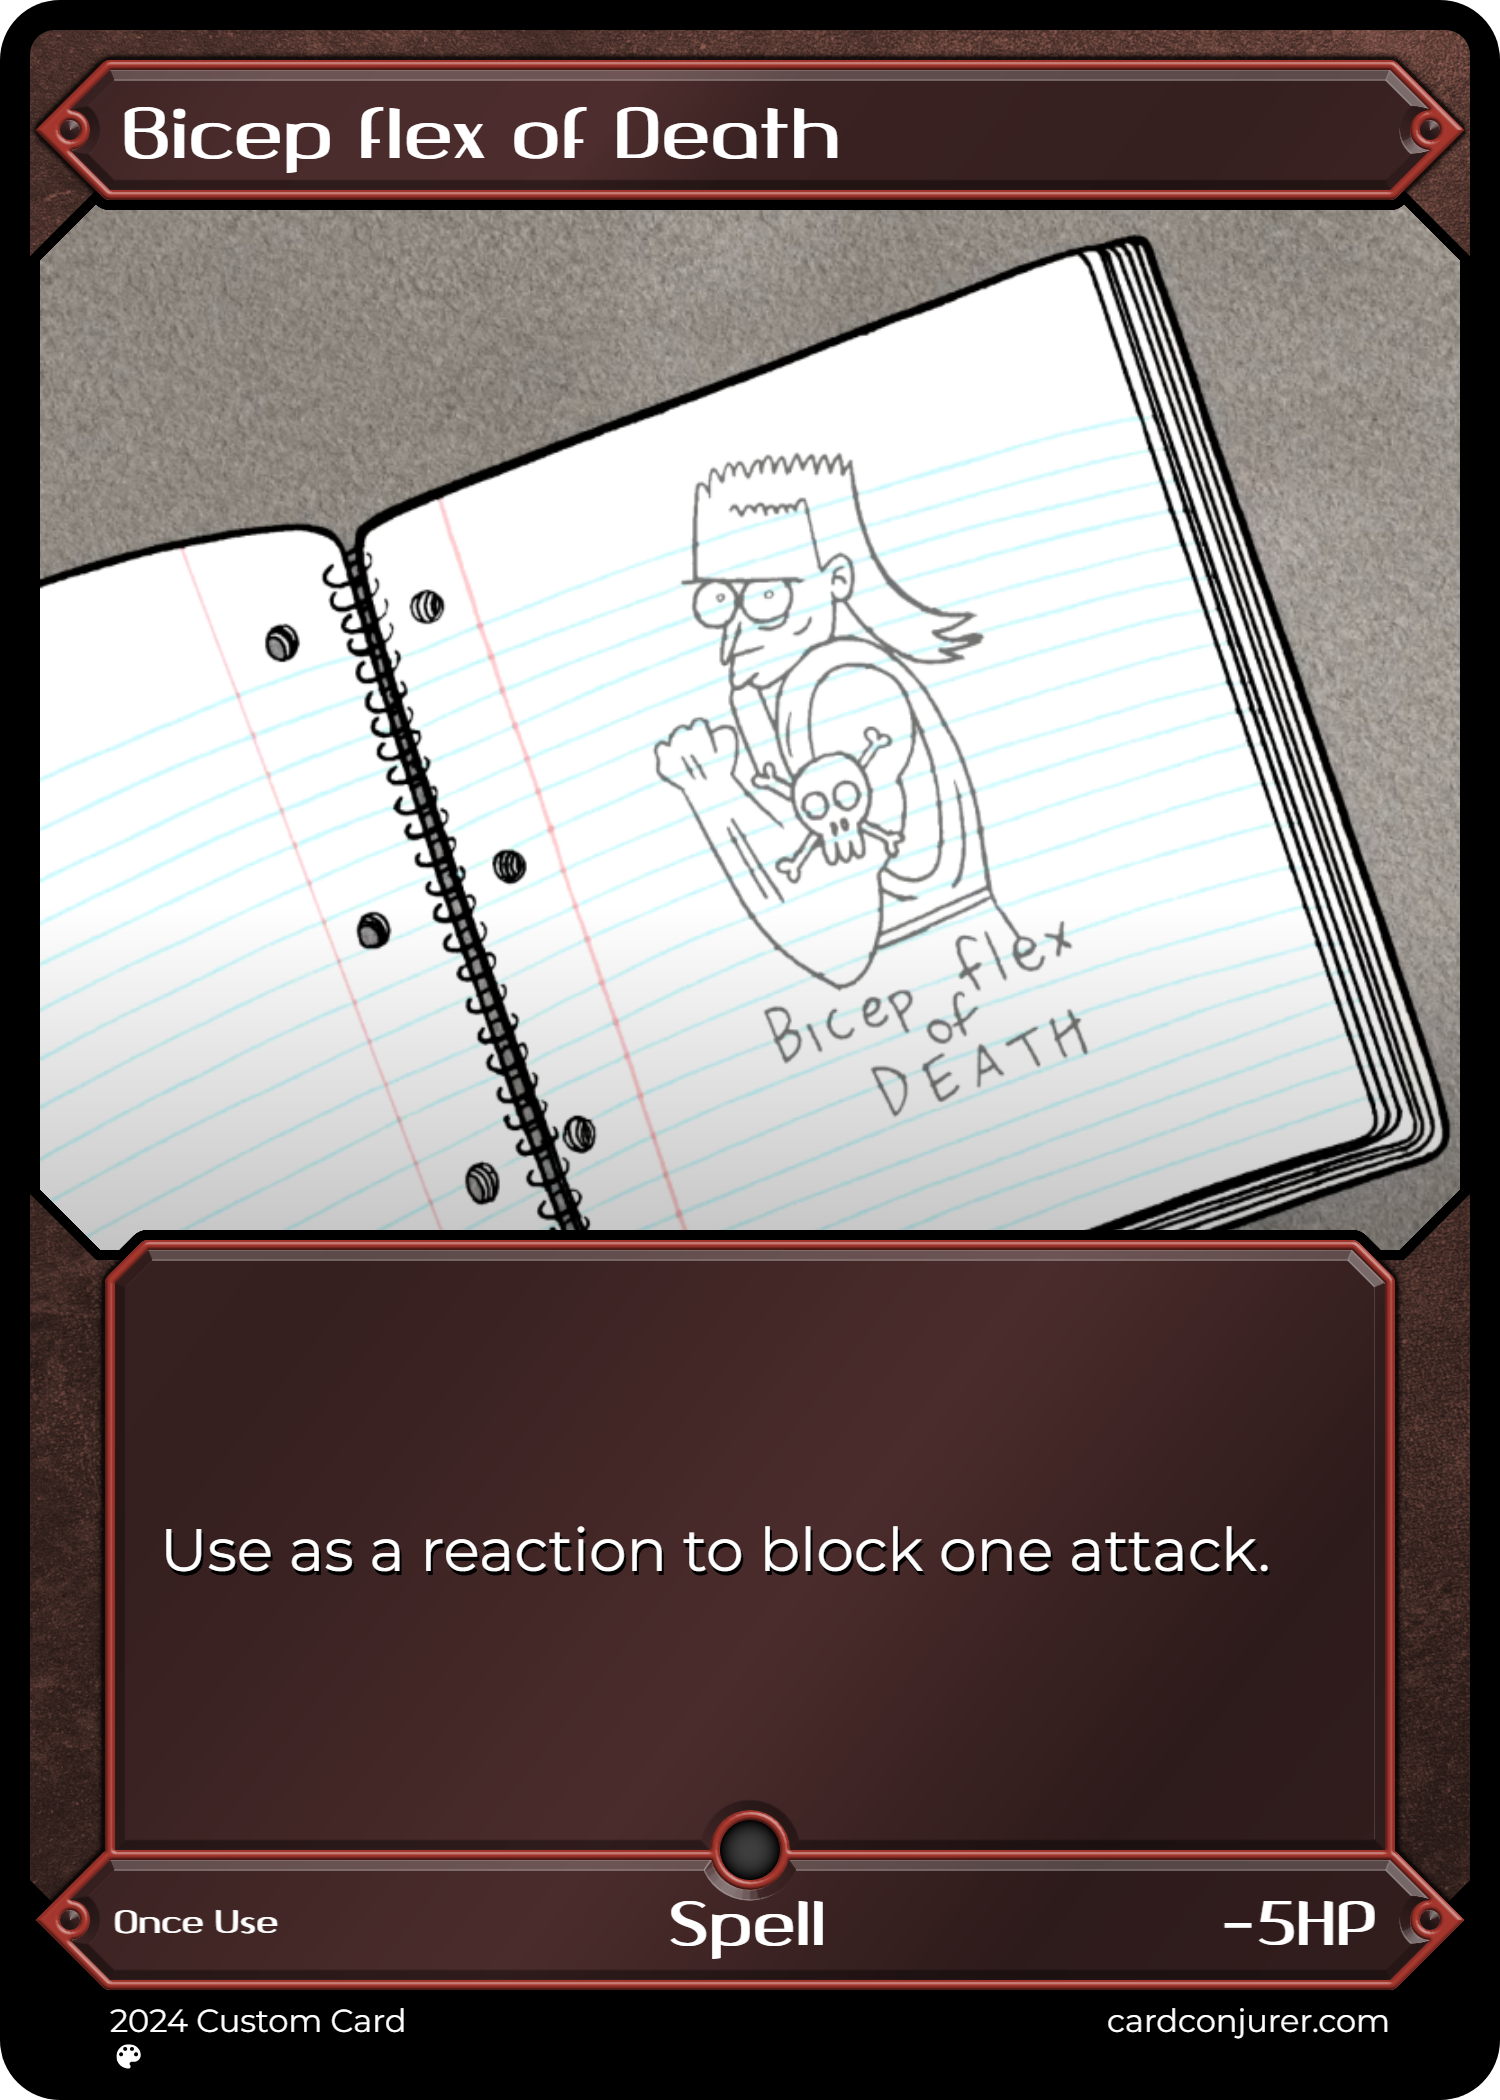 Bicep flex of Death
Bicep flex
of
DEATH
Use as a reaction to block one attack.
Once Use
Spell
-5HP
2024 Custom Card
cardconjurer.com